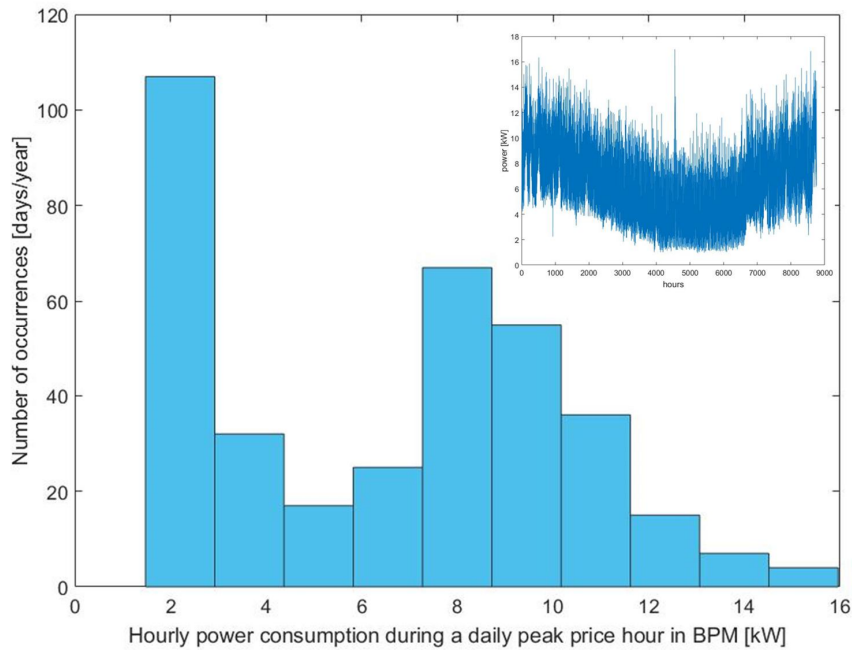 120
100
80
60
40
20
0
Number of occurrences [days/year]
0 2 4 6 8 10 12 14 16
Hourly power consumption during a daily peak price hour in BPM [kW]
18
16
14
12
10
8
6
4
2
0
power [kW]
0 1000 2000 3000 4000 5000 6000 7000 8000 9000
hours